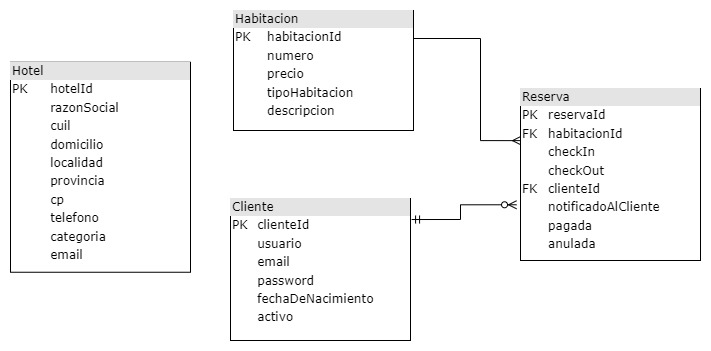 Hotel
PK hotelId
razonSocial
cuil
domicilio
localidad
provincia
cp
telefono
categoria
email
Habitacion
PK habitacionId
numero
precio
tipoHabitacion
descripcion
Cliente
PK clienteId
usuario
email
password
fechaDeNacimiento
activo
Reserva
PK reservaId
FK habitacionId
checkIn
checkOut
FK clienteId
notificadoAlCliente
pagada
anulada